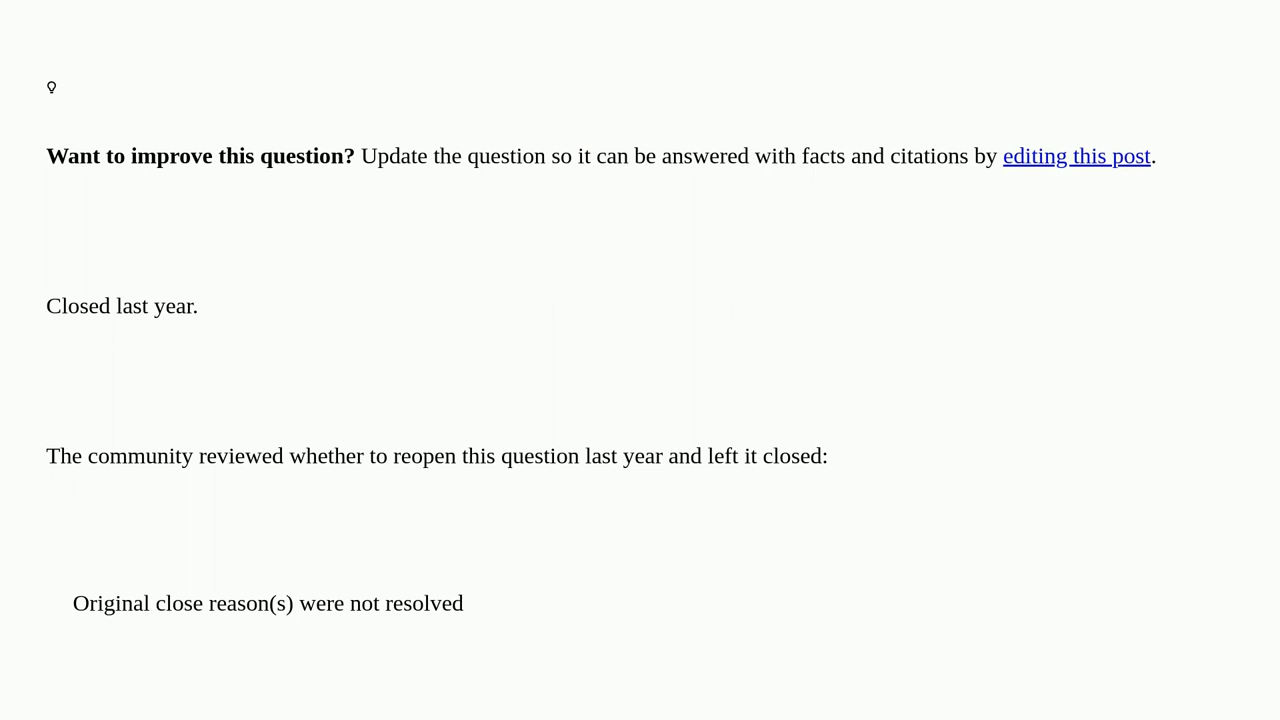 Want to improve this question? Update the question so it can be answered with facts and citations by editing this post.
Closed last year.
The community reviewed whether to reopen this question last year and left it closed:
Original close reason(s) were not resolved